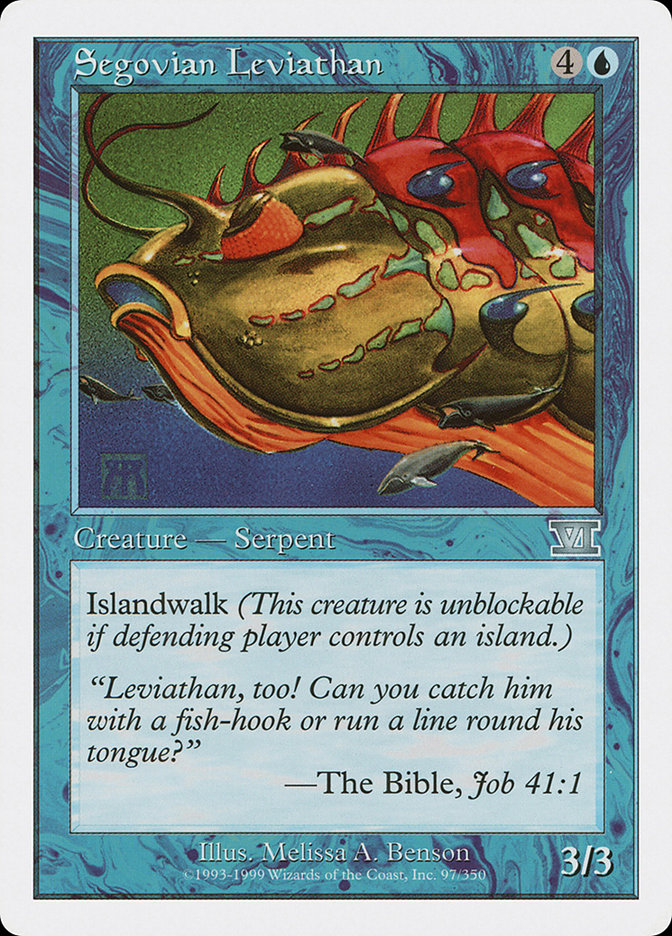 Segovian Leviathan 4
Creature — Serpent VI
Islandwalk (This creature is unblockable
if defending player controls an island.)
“Leviathan, too! Can you catch him
with a fish-hook or run a line round his
tongue?”
—The Bible, Job 41:1
Illus. Melissa A. Benson
©1993-1999 Wizards of the Coast, Inc. 97/350
3/3